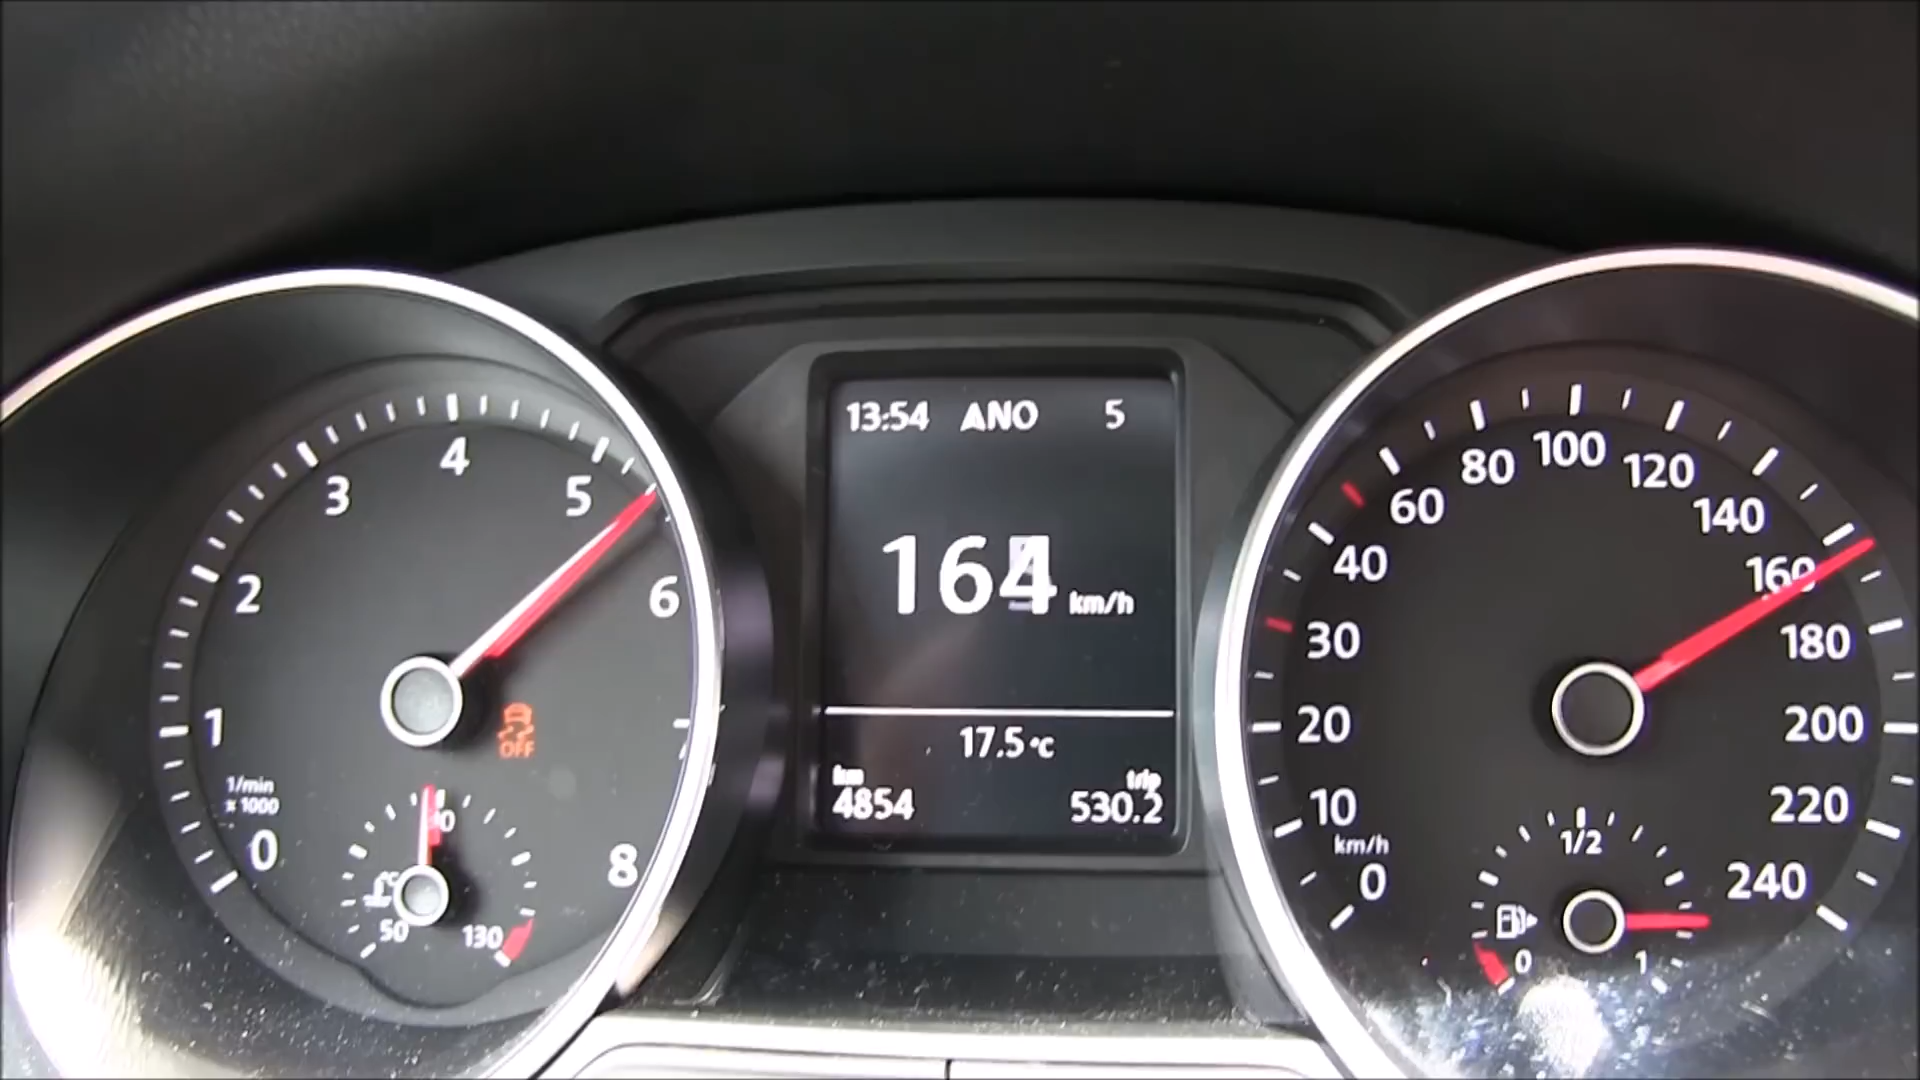 13:54 ANO 5
164 km/h
17.5 °C
km trip
4854 530.2
0 1 2 3 4 5 6 8
1/min
x 1000
OFF
50 130
0 10 20 30 40 60 80 100 120 140 160 180 200 220 240
km/h
1/2
0 1